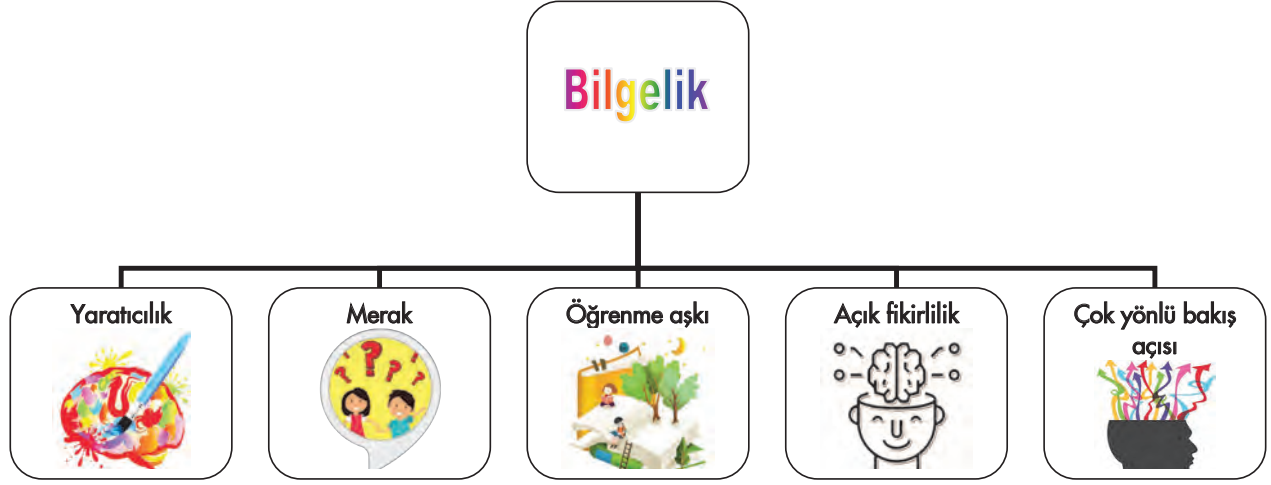 Bilgelik
Yaratıcılık
Merak
Öğrenme aşkı
Açık fikirlilik
Çok yönlü bakış
açısı